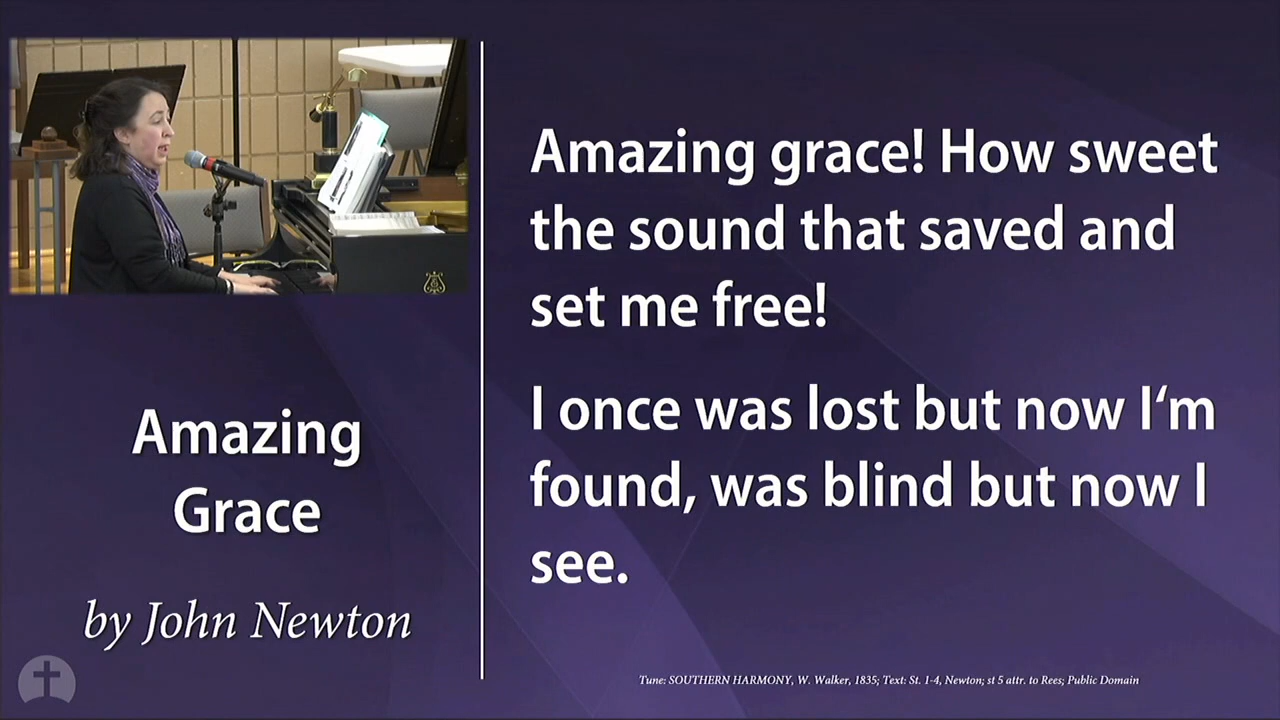 Amazing grace! How sweet
the sound that saved and
set me free!
I once was lost but now I‘m
found, was blind but now I
see.
Amazing
Grace
by John Newton
Tune: SOUTHERN HARMONY, W. Walker, 1835; Text: St. 1-4, Newton; st 5 attr. to Rees; Public Domain